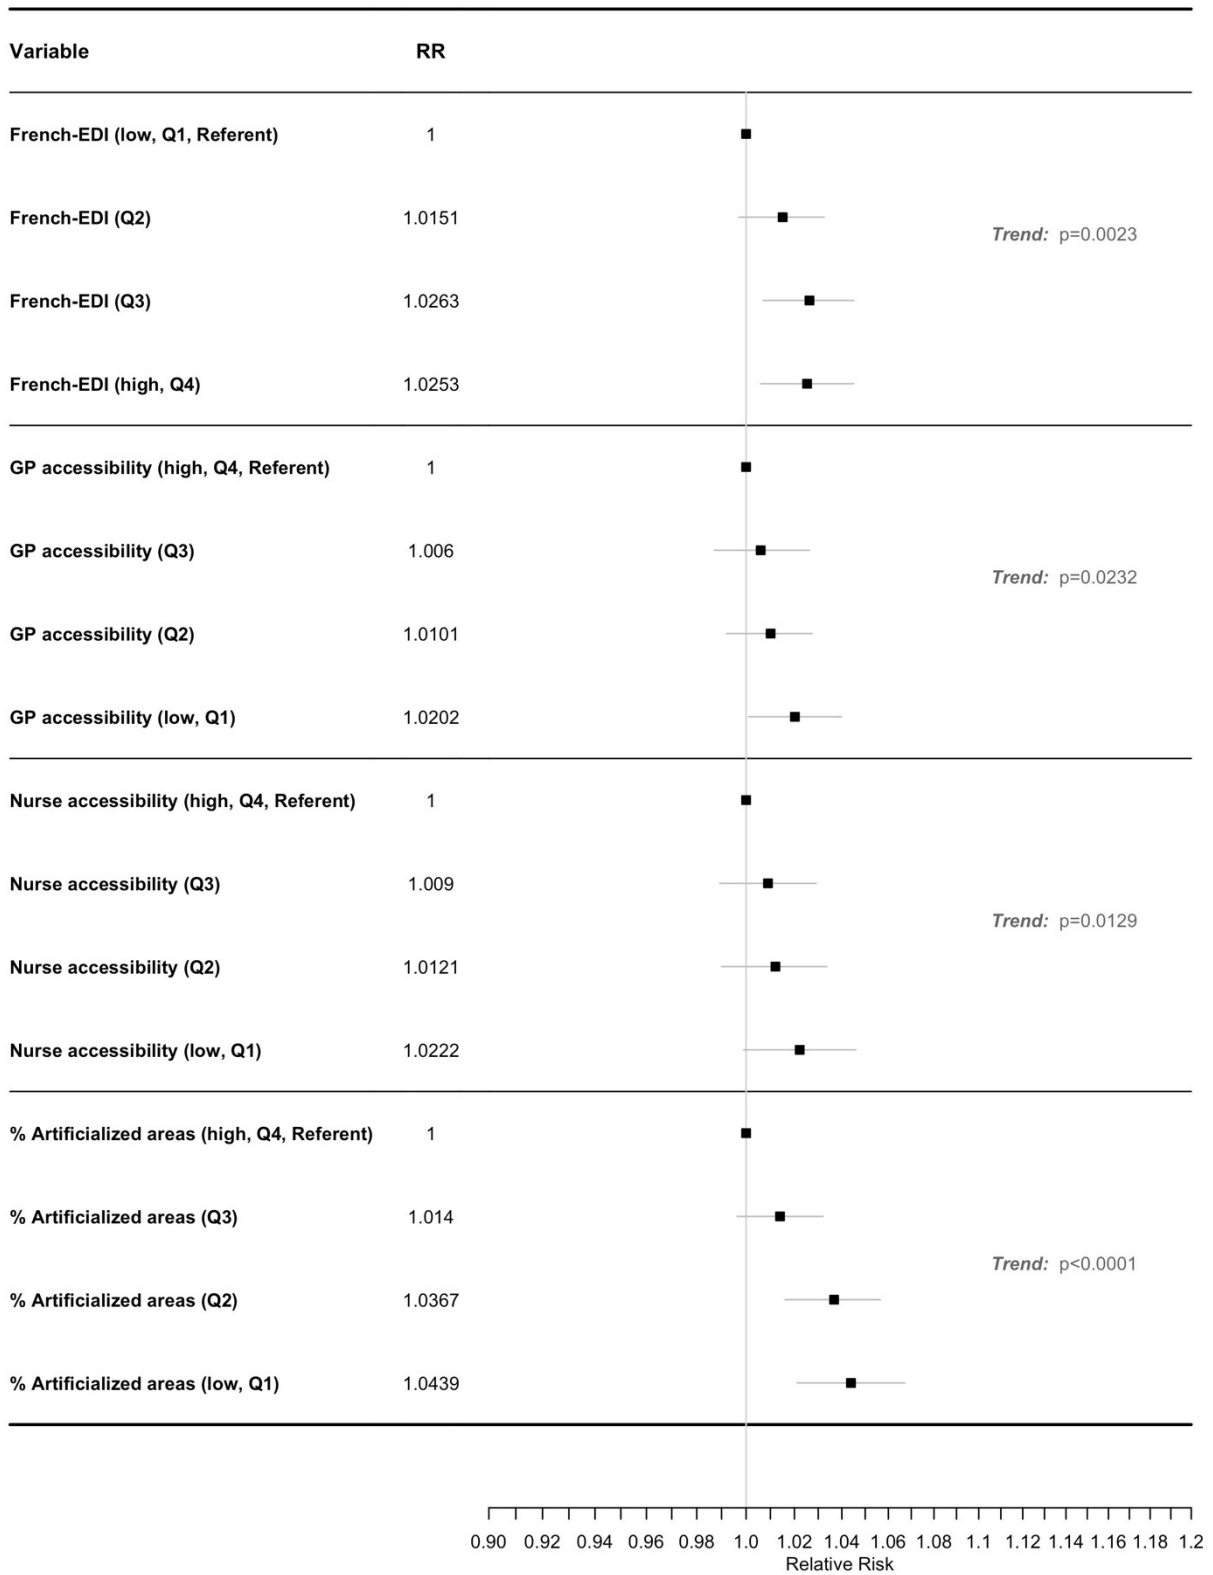 Variable RR
French-EDI (low, Q1, Referent) 1
French-EDI (Q2) 1.0151
Trend: p=0.0023
French-EDI (Q3) 1.0263
French-EDI (high, Q4) 1.0253
GP accessibility (high, Q4, Referent) 1
GP accessibility (Q3) 1.006
Trend: p=0.0232
GP accessibility (Q2) 1.0101
GP accessibility (low, Q1) 1.0202
Nurse accessibility (high, Q4, Referent) 1
Nurse accessibility (Q3) 1.009
Trend: p=0.0129
Nurse accessibility (Q2) 1.0121
Nurse accessibility (low, Q1) 1.0222
% Artificialized areas (high, Q4, Referent) 1
% Artificialized areas (Q3) 1.014
Trend: p<0.0001
% Artificialized areas (Q2) 1.0367
% Artificialized areas (low, Q1) 1.0439
0.90 0.92 0.94 0.96 0.98 1.0 1.02 1.04 1.06 1.08 1.1 1.12 1.14 1.16 1.18 1.2
Relative Risk